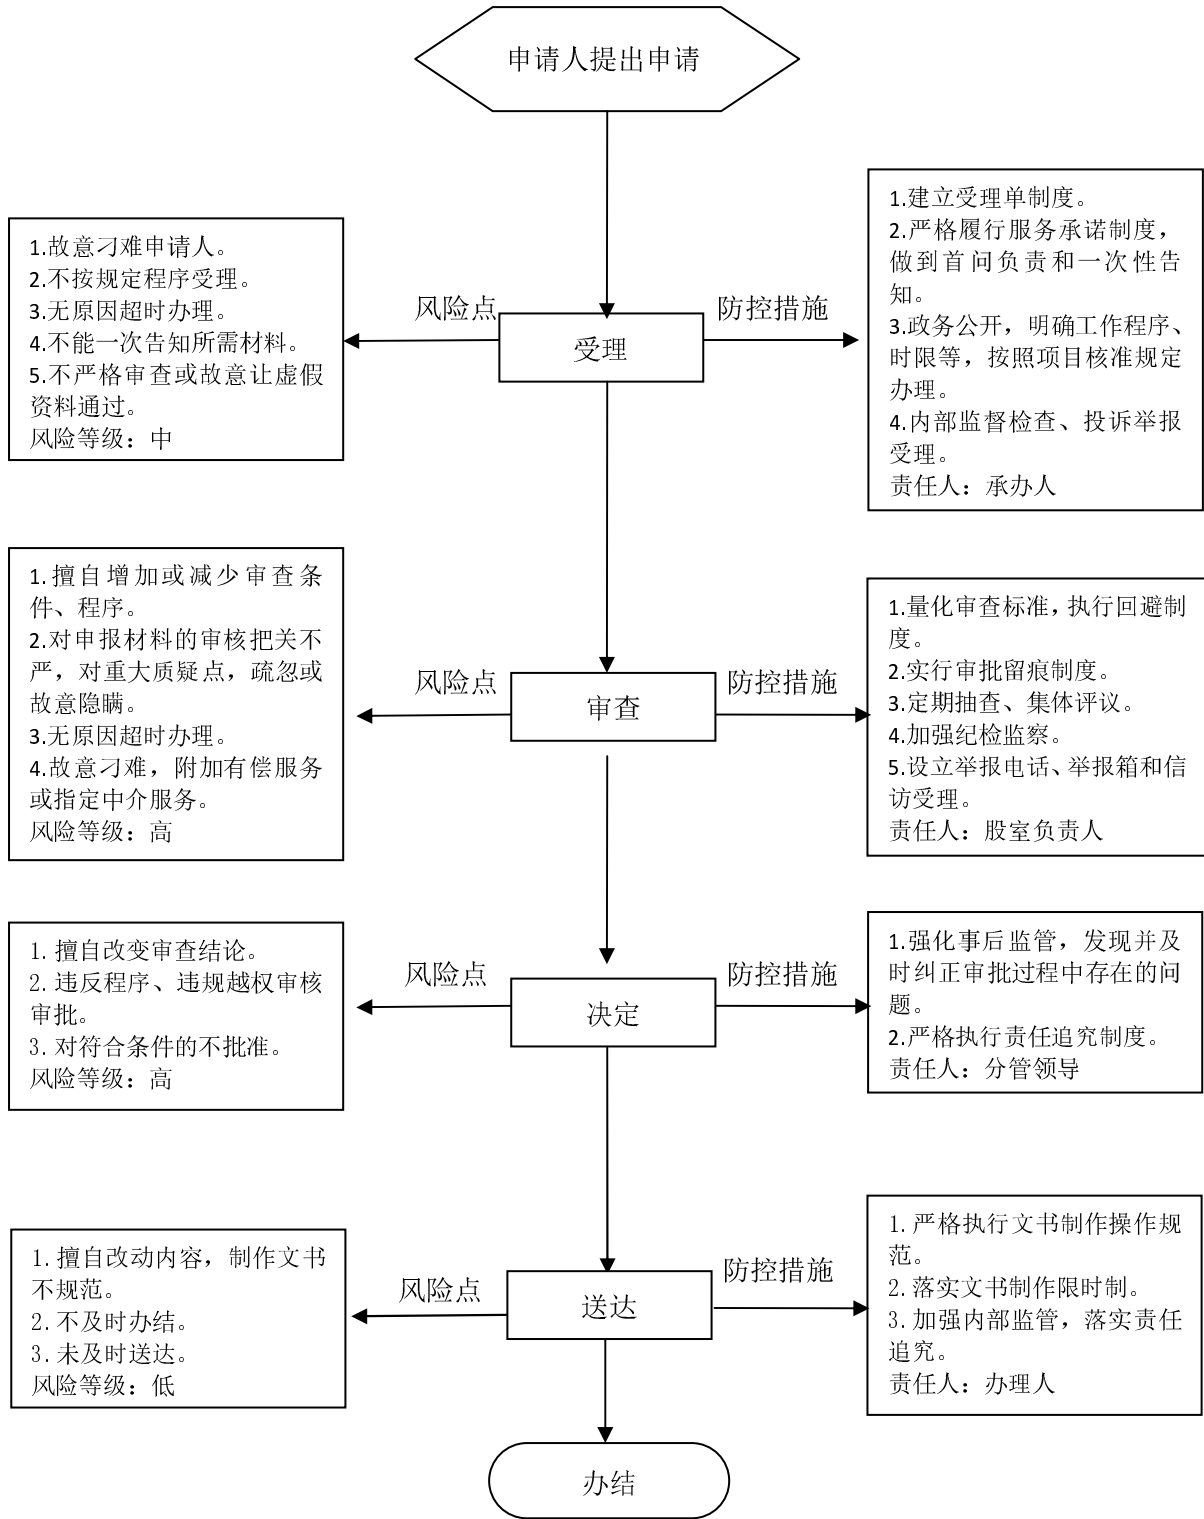 申请人提出申请
1.故意刁难申请人。
2.不按规定程序受理。
3.无原因超时办理。
4.不能一次告知所需材料。
5.不严格审查或故意让虚假
资料通过。
风险等级：中
风险点
受理
防控措施
1.建立受理单制度。
2.严格履行服务承诺制度，
做到首问负责和一次性告
知。
3.政务公开，明确工作程序、
时限等，按照项目核准规定
办理。
4.内部监督检查、投诉举报
受理。
责任人：承办人
1.擅自增加或减少审查条
件、程序。
2.对申报材料的审核把关不
严，对重大质疑点，疏忽或
故意隐瞒。
3.无原因超时办理。
4.故意刁难，附加有偿服务
或指定中介服务。
风险等级：高
风险点
审查
防控措施
1.量化审查标准，执行回避制
度。
2.实行审批留痕制度。
3.定期抽查、集体评议。
4.加强纪检监察。
5.设立举报电话、举报箱和信
访受理。
责任人：股室负责人
1. 擅自改变审查结论。
2. 违反程序、违规越权审核
审批。
3. 对符合条件的不批准。
风险等级：高
风险点
决定
防控措施
1.强化事后监管，发现并及
时纠正审批过程中存在的问
题。
2.严格执行责任追究制度。
责任人：分管领导
1. 擅自改动内容，制作文书
不规范。
2. 不及时办结。
3. 未及时送达。
风险等级：低
风险点
送达
防控措施
1. 严格执行文书制作操作规
范。
2. 落实文书制作限时制。
3. 加强内部监管，落实责任
追究。
责任人：办理人
办结